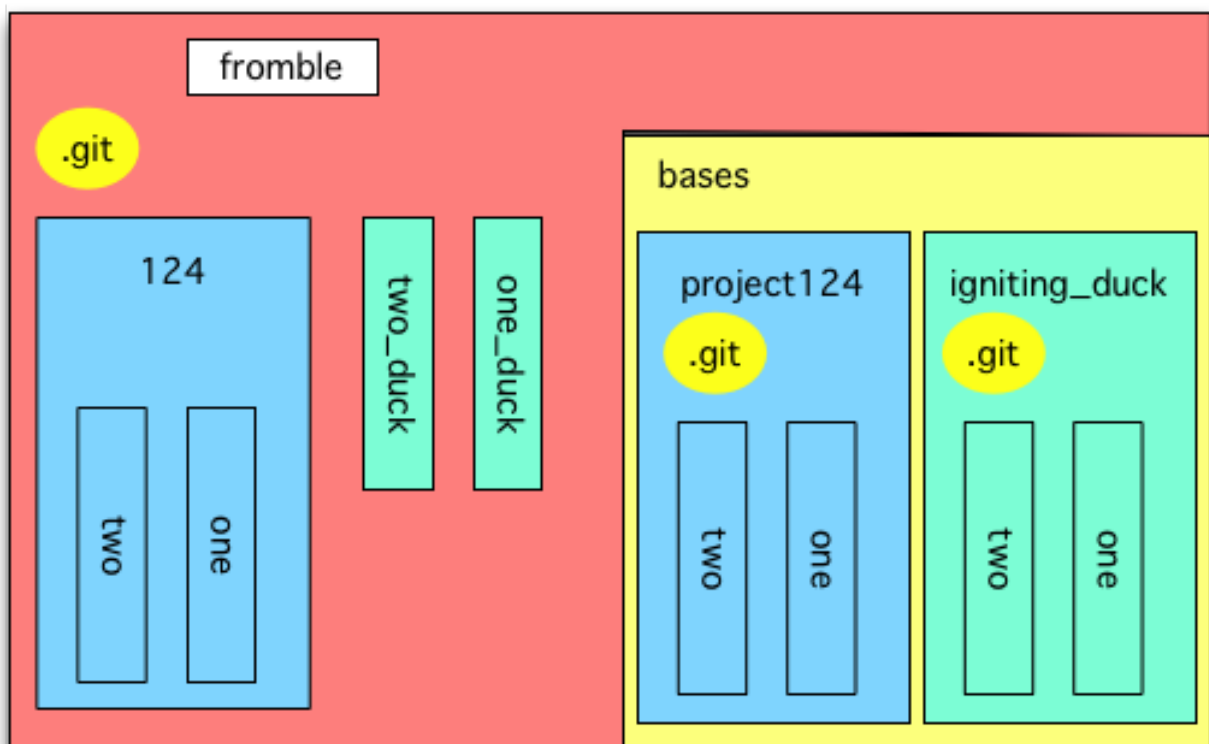 fromble
.git
124
two
one
two_duck
one_duck
bases
project124
.git
two
one
igniting_duck
.git
two
one